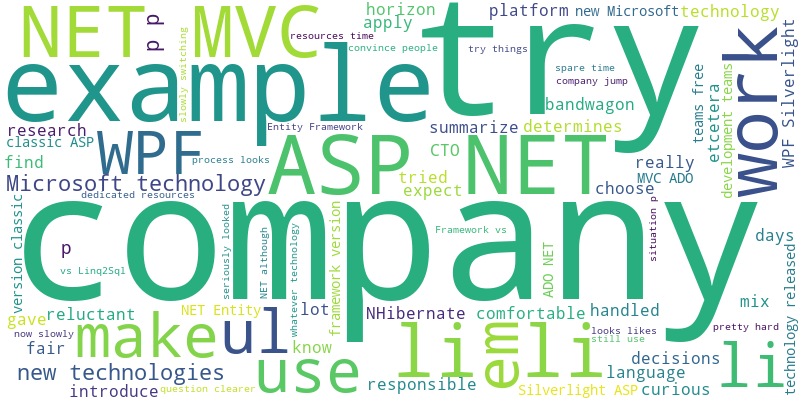 NET MVC
p
p
resources time
horizon
apply
convince people
try
platform
new Microsoft
technology
try things
spare time
company jump
bandwagon
example
slowly switching
work
WPF Silverlight
teams free
etcetera
development teams
research
classic ASP
find
WPF
process looks
Entity Framework
ASP NET
CTO
tried
expect
summarize
determines
really
MVC ADO
choose
Microsoft technology
dedicated resources
company
version classic
p
vs Linq2Sql
seriously looked
NET although
whatever technology
framework version
Framework vs
ADO NET
situation p
days
technology released
mix
gave
reluctant
now slowly
fair
make
NET Entity
ul
lot
know
NHibernate
comfortable
handled
looks likes
still use
pretty hard
decisions
language
curious
new technologies
introduce
question clearer
use
responsible
li
em
li
Silverlight ASP
li